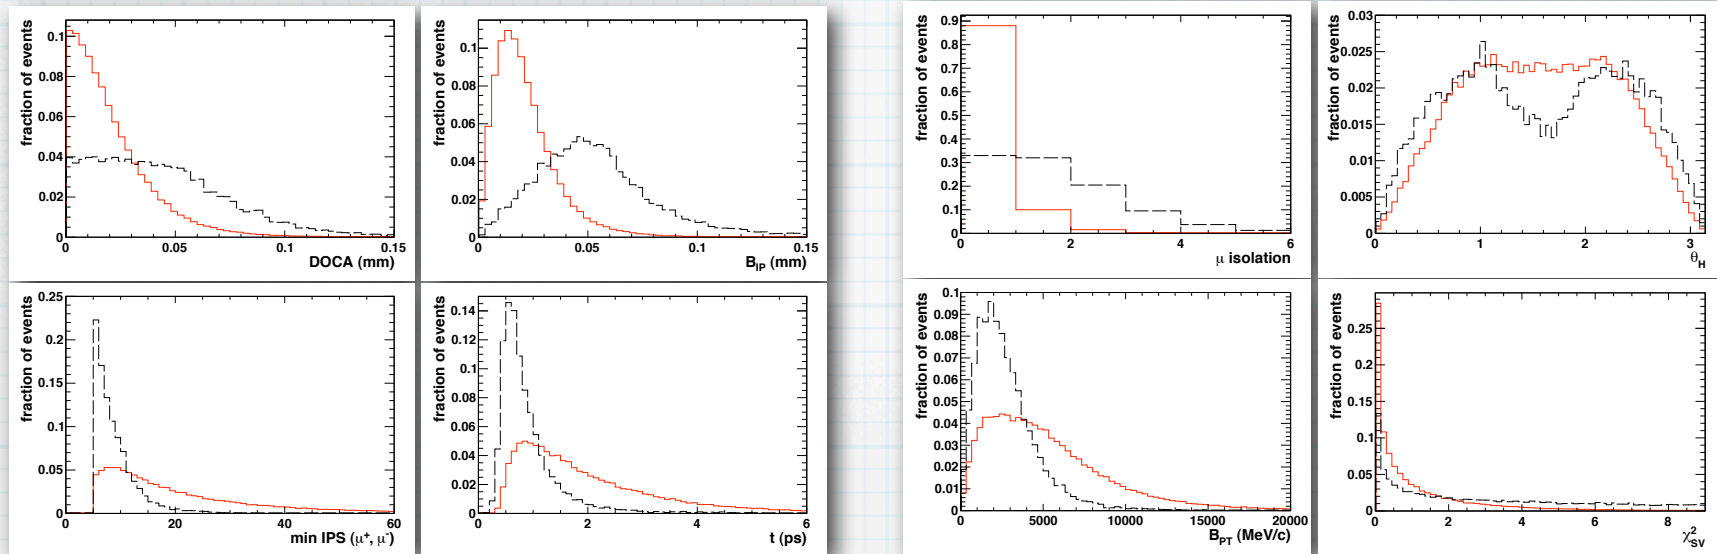 fraction of events
0.1
0.08
0.06
0.04
0.02
0
0 0.05 0.1 0.15
DOCA (mm)
fraction of events
0.1
0.08
0.06
0.04
0.02
0
0 0.05 0.1 0.15
B_IP (mm)
fraction of events
0.9
0.8
0.7
0.6
0.5
0.4
0.3
0.2
0.1
0
0 2 4 6
μ isolation
fraction of events
0.03
0.025
0.02
0.015
0.01
0.005
0
0 1 2 3
θ_H
fraction of events
0.25
0.2
0.15
0.1
0.05
0
0 20 40 60
min IPS (μ⁺, μ⁻)
fraction of events
0.14
0.12
0.1
0.08
0.06
0.04
0.02
0
0 2 4 6
t (ps)
fraction of events
0.1
0.09
0.08
0.07
0.06
0.05
0.04
0.03
0.02
0.01
0
0 5000 10000 15000 20000
B_PT (MeV/c)
fraction of events
0.25
0.2
0.15
0.1
0.05
0
0 2 4 6 8
χ²_SV